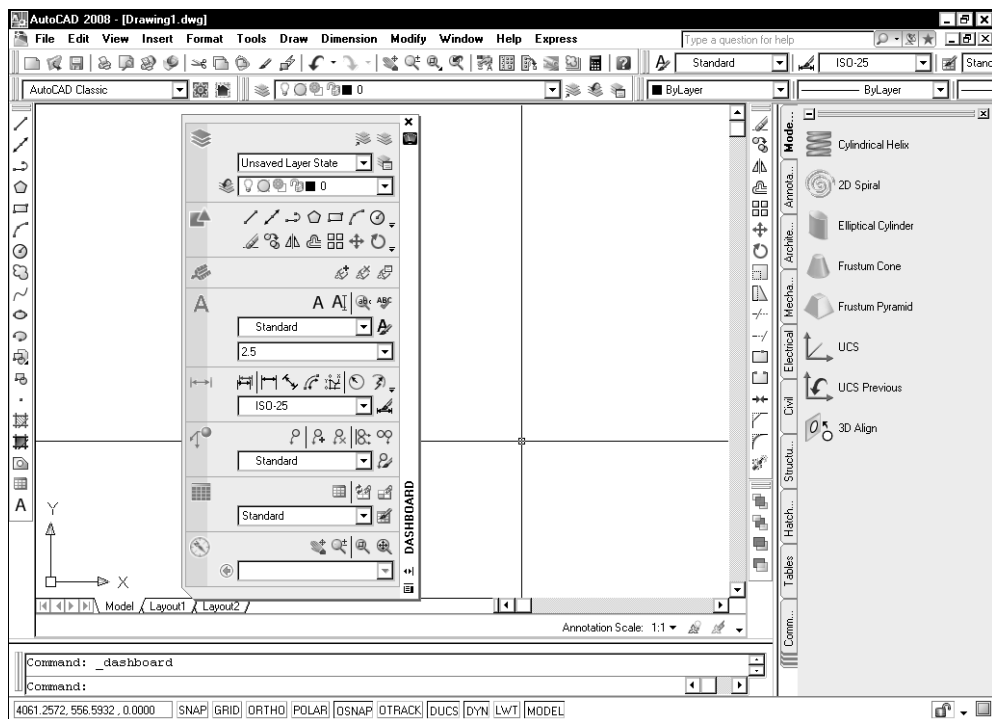 AutoCAD 2008 - [Drawing1.dwg]
File Edit View Insert Format Tools Draw Dimension Modify Window Help Express
Type a question for help
Standard
ISO-25
Stanc
AutoCAD Classic
0
ByLayer
ByLayer
Unsaved Layer State
0
A A
ABC
Standard
2.5
ISO-25
Standard
Standard
DASHBOARD
A
Y
X
Model Layout1 Layout2
Mode...
Annota...
Archite...
Mecha...
Electrical
Civil
Structu...
Hatch...
Tables
Comm...
Cylindrical Helix
2D Spiral
Elliptical Cylinder
Frustum Cone
Frustum Pyramid
UCS
UCS Previous
3D Align
Annotation Scale: 1:1
Command: _dashboard
Command:
4061.2572, 556.5932 , 0.0000 SNAP GRID ORTHO POLAR OSNAP OTRACK DUCS DYN LWT MODEL